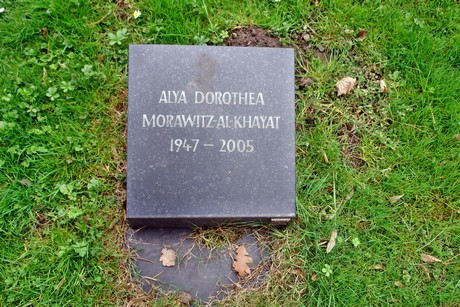 ALYA DOROTHEA
MORAWITZ-AL-KHAYAT
1947 – 2005